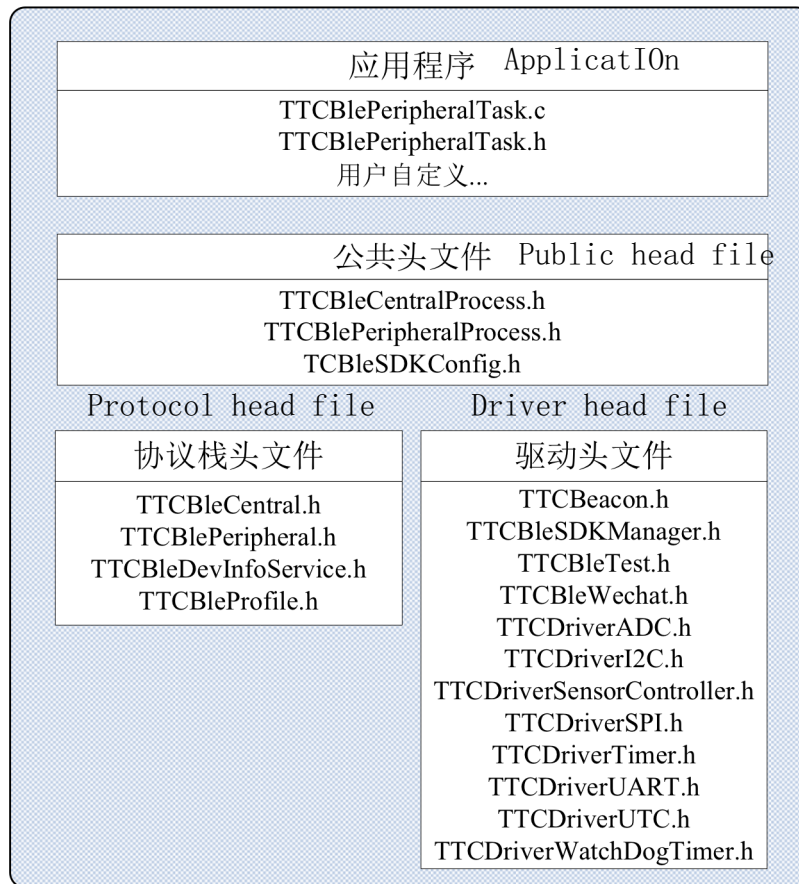 应用程序 ApplicatIOn
TTCBlePeripheralTask.c
TTCBlePeripheralTask.h
用户自定义...
公共头文件 Public head file
TTCBleCentralProcess.h
TTCBlePeripheralProcess.h
TCBleSDKConfig.h
Protocol head file
协议栈头文件
TTCBleCentral.h
TTCBlePeripheral.h
TTCBleDevInfoService.h
TTCBleProfile.h
Driver head file
驱动头文件
TTCBeacon.h
TTCBleSDKManager.h
TTCBleTest.h
TTCBleWechat.h
TTCDriverADC.h
TTCDriverI2C.h
TTCDriverSensorController.h
TTCDriverSPI.h
TTCDriverTimer.h
TTCDriverUART.h
TTCDriverUTC.h
TTCDriverWatchDogTimer.h